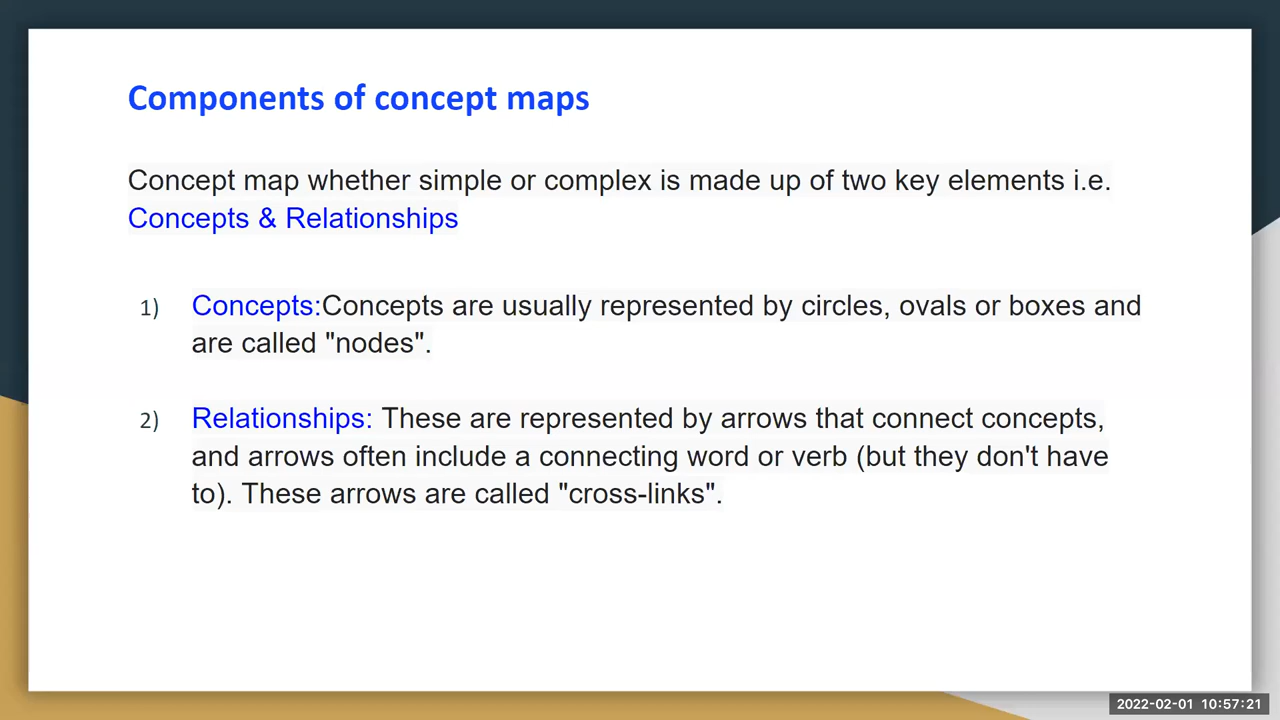 Components of concept maps
Concept map whether simple or complex is made up of two key elements i.e.
Concepts & Relationships
1) Concepts:Concepts are usually represented by circles, ovals or boxes and
are called "nodes".
2) Relationships: These are represented by arrows that connect concepts,
and arrows often include a connecting word or verb (but they don't have
to). These arrows are called "cross-links".
2022-02-01 10:57:21